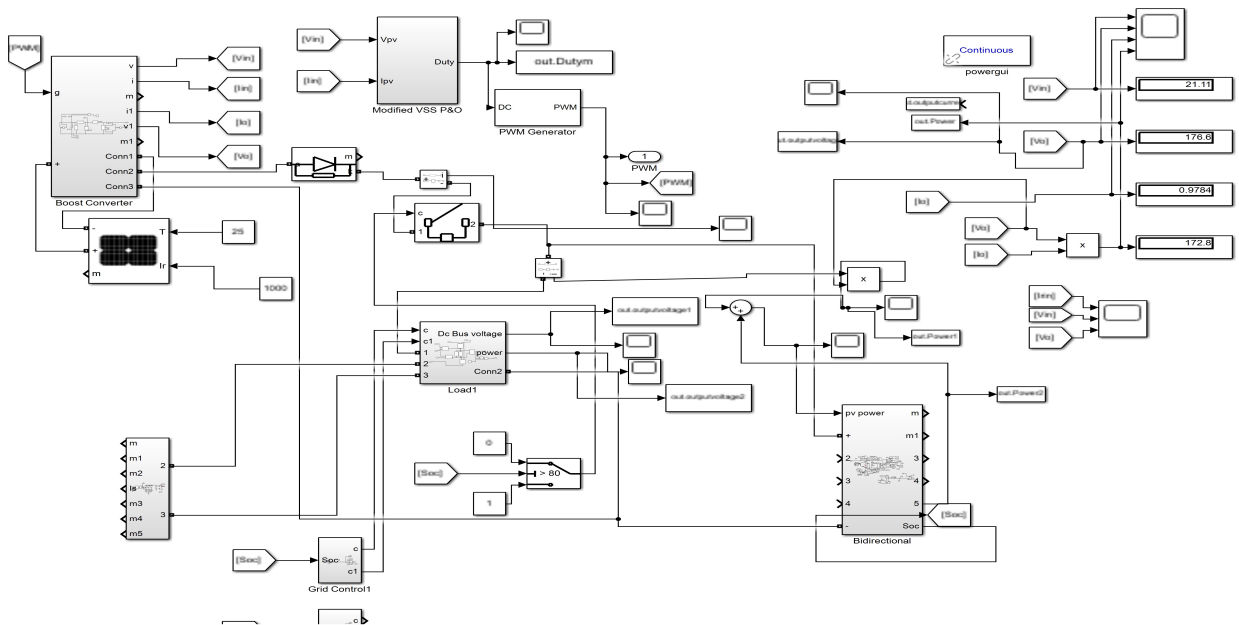 [PWM]
g
+
v
i
m
i1
v1
m1
Conn1
Conn2
Conn3
Boost Converter
[Vin]
[Iin]
[Io]
[Vo]
-
+
m
T
Ir
25
1000
[Vin]
[Iin]
Vpv
Ipv
Duty
Modified VSS P&O
out.Dutym
DC
PWM
PWM Generator
1
PWM
[PWM]
m
c
1
2
Continuous
powergui
out.Power
[Vin]
[Vo]
[Io]
[Vo]
[Io]
×
21.11
176.6
0.9784
172.8
×
[Vin]
[Vo]
out.Power1
out.Power2
c
c1
1
2
3
Dc Bus voltage
power
Conn2
Load1
out.outputvoltage1
out.outputvoltage2
0
[Soc]
> 80
1
m
m1
m2
m3
m4
m5
2
3
[Soc]
c
c1
Grid Control1
pv power
+
2
3
4
-
m
m1
3
4
5
Soc
Bidirectional
[Soc]
c